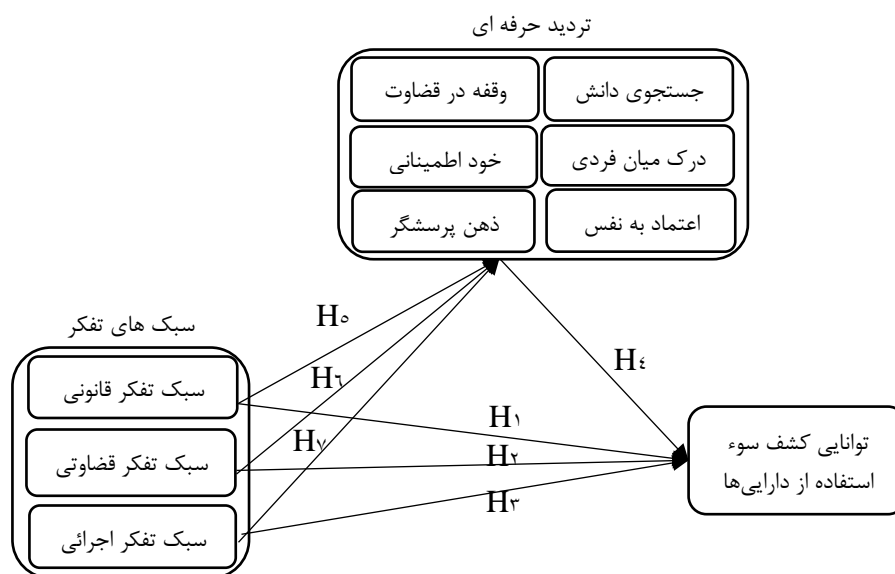 تردید حرفه ای
جستجوی دانش
وقفه در قضاوت
درک میان فردی
خود اطمینانی
اعتماد به نفس
ذهن پرسشگر
سبک های تفکر
سبک تفکر قانونی
سبک تفکر قضاوتی
سبک تفکر اجرائی
H۵
H۶
H۷
H۴
H۱
H۲
H۳
توانایی کشف سوء
استفاده از دارایی‌ها